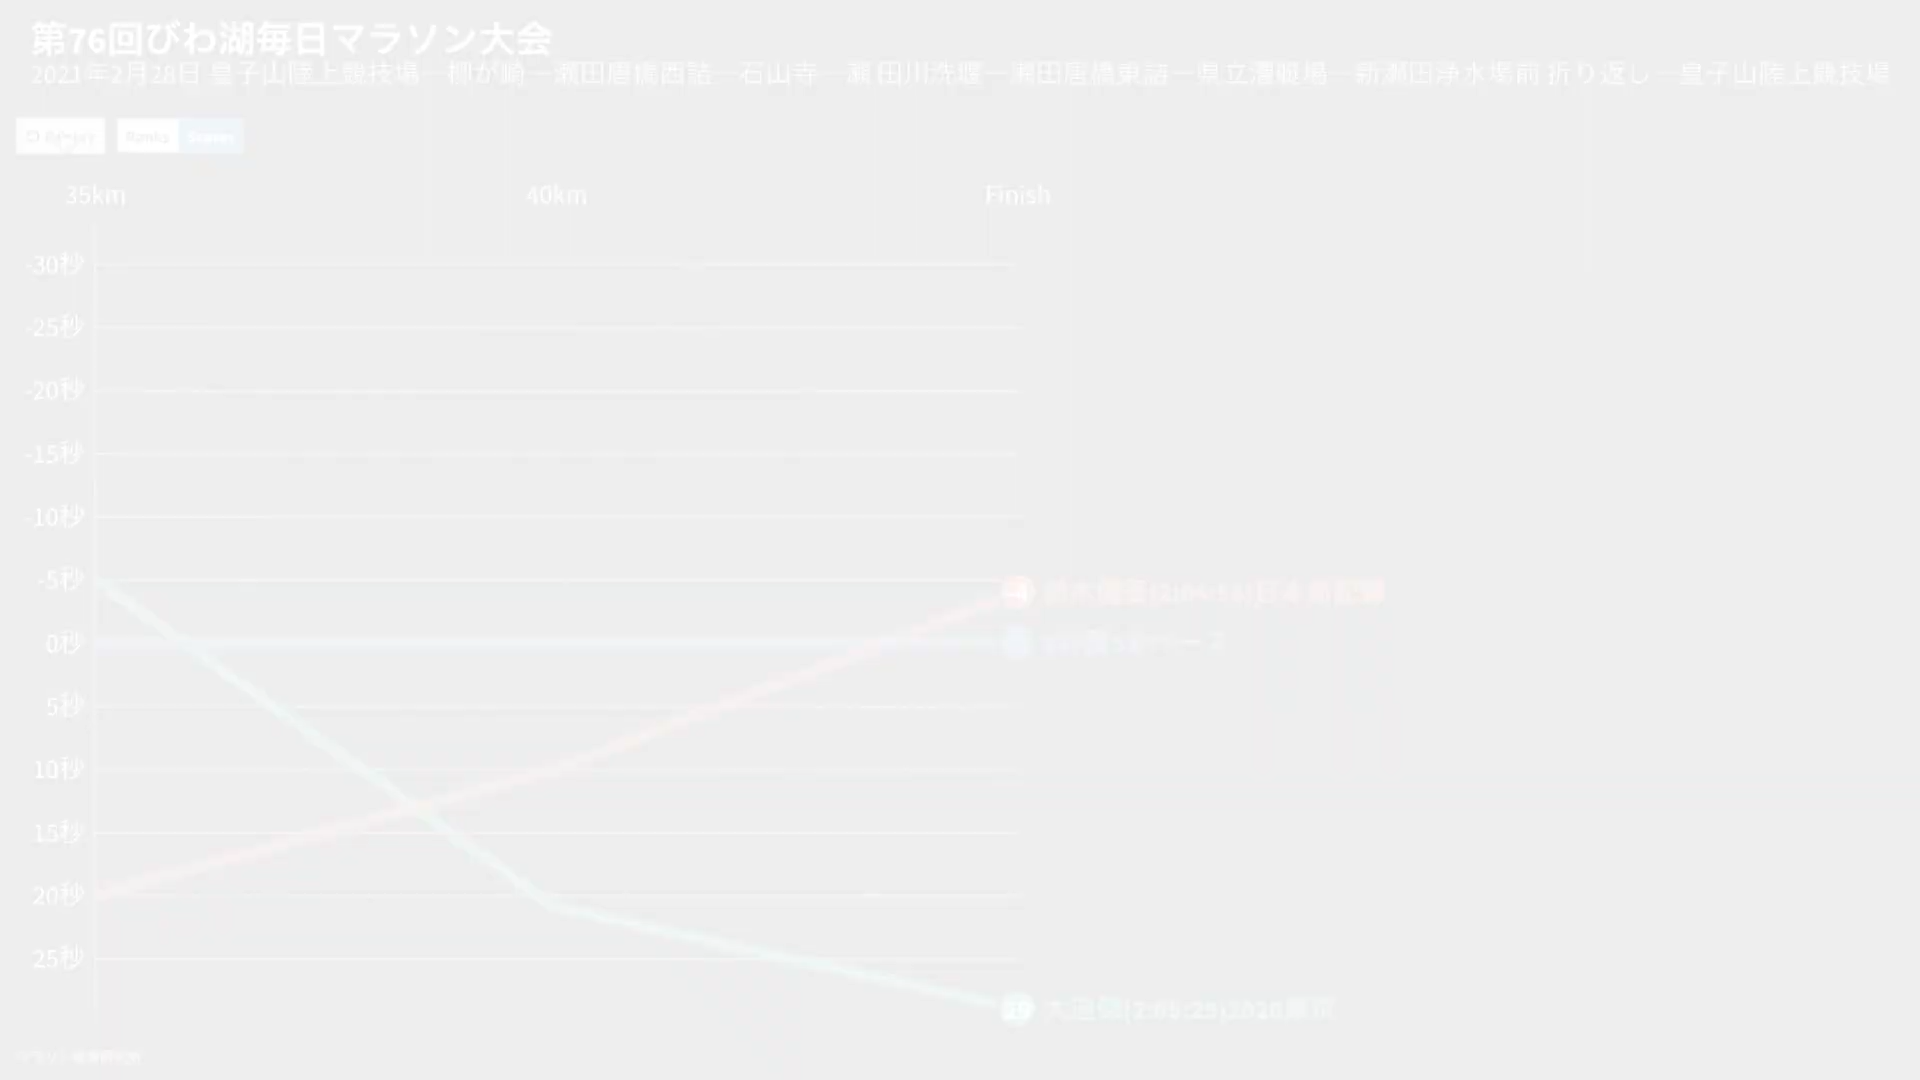 第76回びわ湖毎日マラソン大会
2021年2月28日 皇子山陸上競技場―柳が崎―瀬田唐橋西詰―石山寺―瀬田川洗堰―瀬田唐橋東詰―県立漕艇場―新瀬田浄水場前 折り返し―皇子山陸上競技場
Replay Ranks Scores
35km 40km Finish
-30秒
-25秒
-20秒
-15秒
-10秒
-5秒
鈴木健吾(2:04:56)日本新記録
0秒
5秒
10秒
15秒
20秒
25秒
大迫傑(2:05:29)2020東京